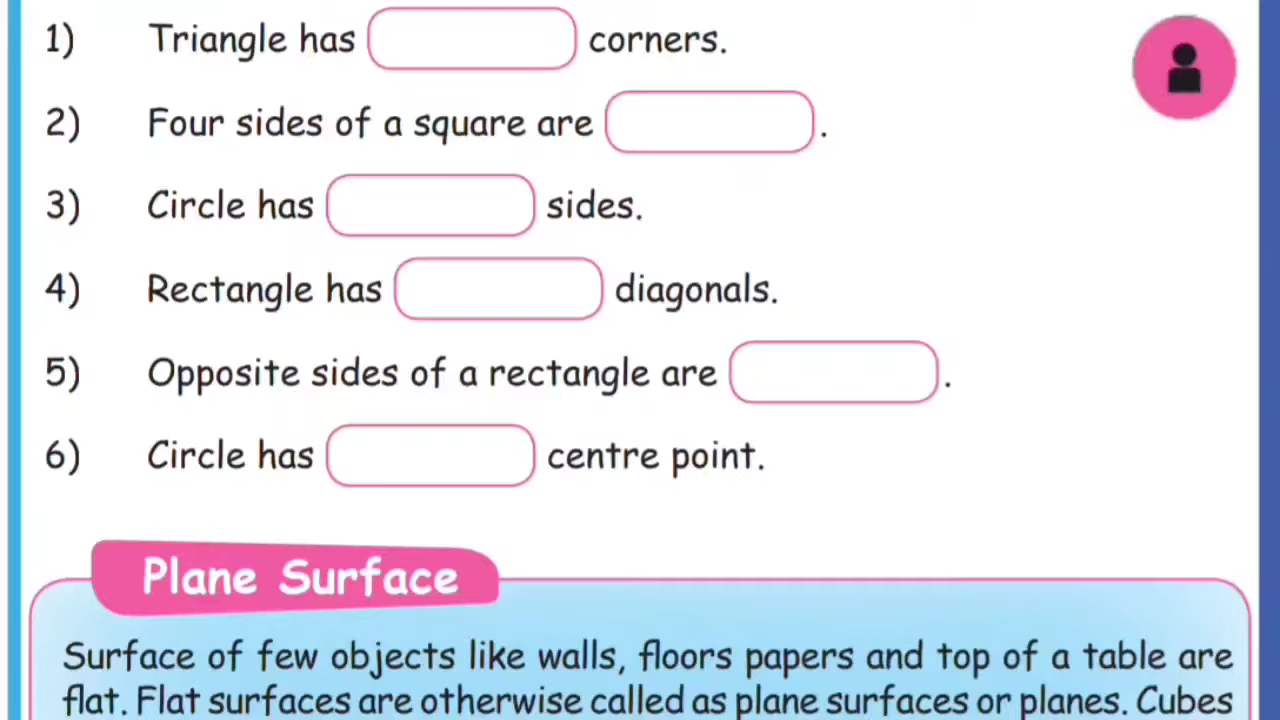 1) Triangle has corners.
2) Four sides of a square are .
3) Circle has sides.
4) Rectangle has diagonals.
5) Opposite sides of a rectangle are .
6) Circle has centre point.
Plane Surface
Surface of few objects like walls, floors papers and top of a table are
flat. Flat surfaces are otherwise called as plane surfaces or planes. Cubes